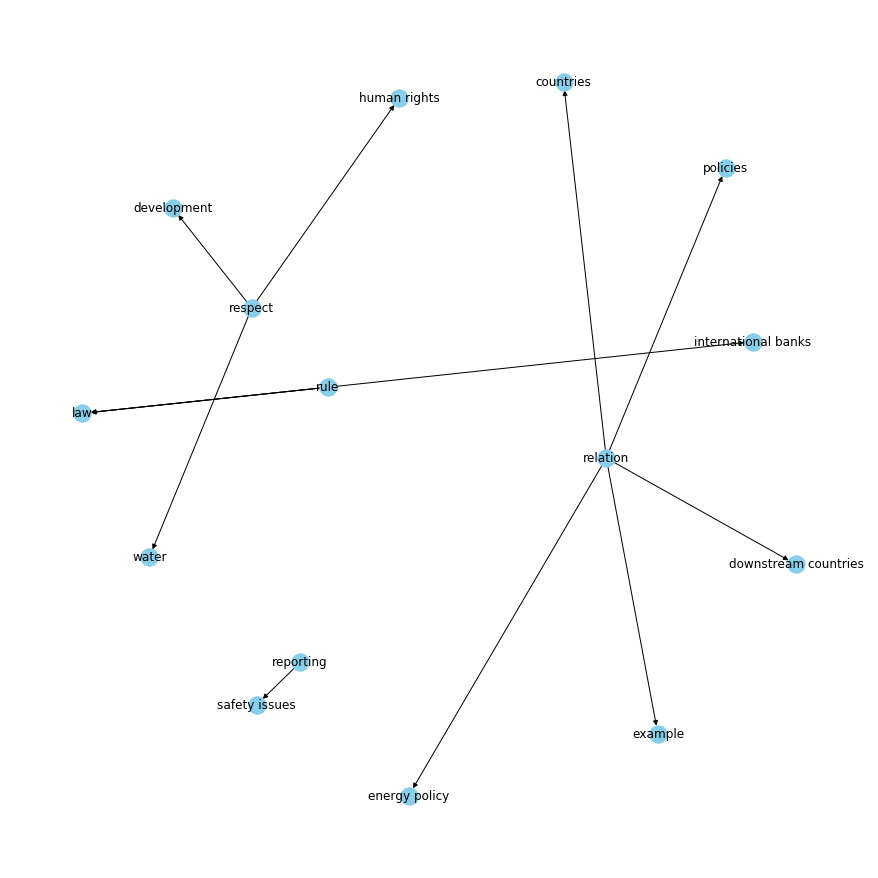 countries
human rights
policies
development
respect
international banks
rule
law
relation
water
downstream countries
reporting
safety issues
example
energy policy